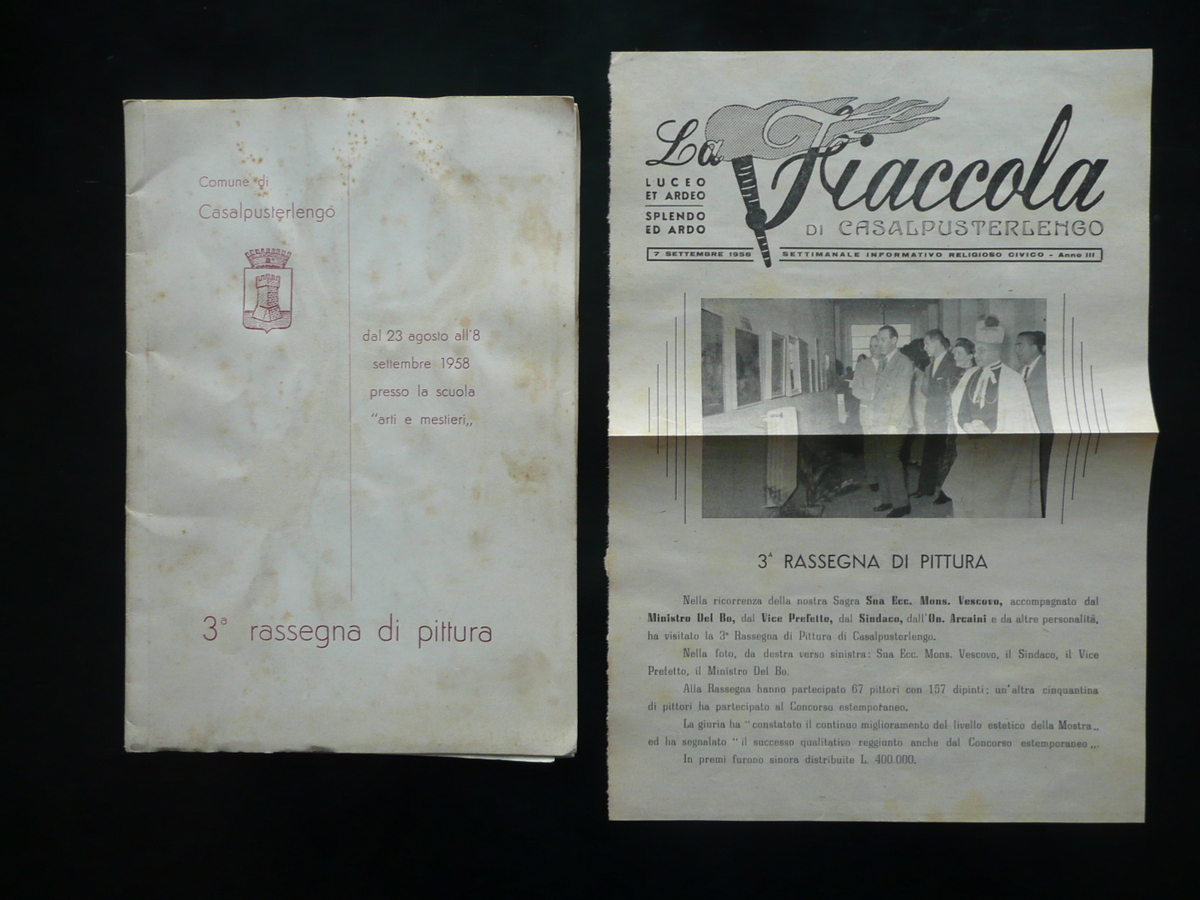 Comune di
Casalpusterlengo
dal 23 agosto all'8
settembre 1958
presso la scuola
"arti e mestieri„
3ª rassegna di pittura
La Fiaccola
LUCEO
ET ARDEO
SPLENDO
ED ARDO
DI CASALPUSTERLENGO
7 SETTEMBRE 1958
SETTIMANALE INFORMATIVO RELIGIOSO CIVICO - Anno III
3ª RASSEGNA DI PITTURA
Nella ricorrenza della nostra Sagra Sua Ecc. Mons. Vescovo, accompagnato dal
Ministro Del Bo, dal Vice Prefetto, dal Sindaco, dall'On. Arcaini e da altre personalità,
ha visitato la 3ª Rassegna di Pittura di Casalpusterlengo.
Nella foto, da destra verso sinistra: Sua Ecc. Mons. Vescovo, il Sindaco, il Vice
Prefetto, il Ministro Del Bo.
Alla Rassegna hanno partecipato 67 pittori con 157 dipinti; un'altra cinquantina
di pittori ha partecipato al Concorso estemporaneo.
La giuria ha "constatato il continuo miglioramento del livello estetico della Mostra„
ed ha segnalato "il successo qualitativo reggiunto anche dal Concorso estemporaneo„.
In premi furono sinora distribuite L. 400.000.